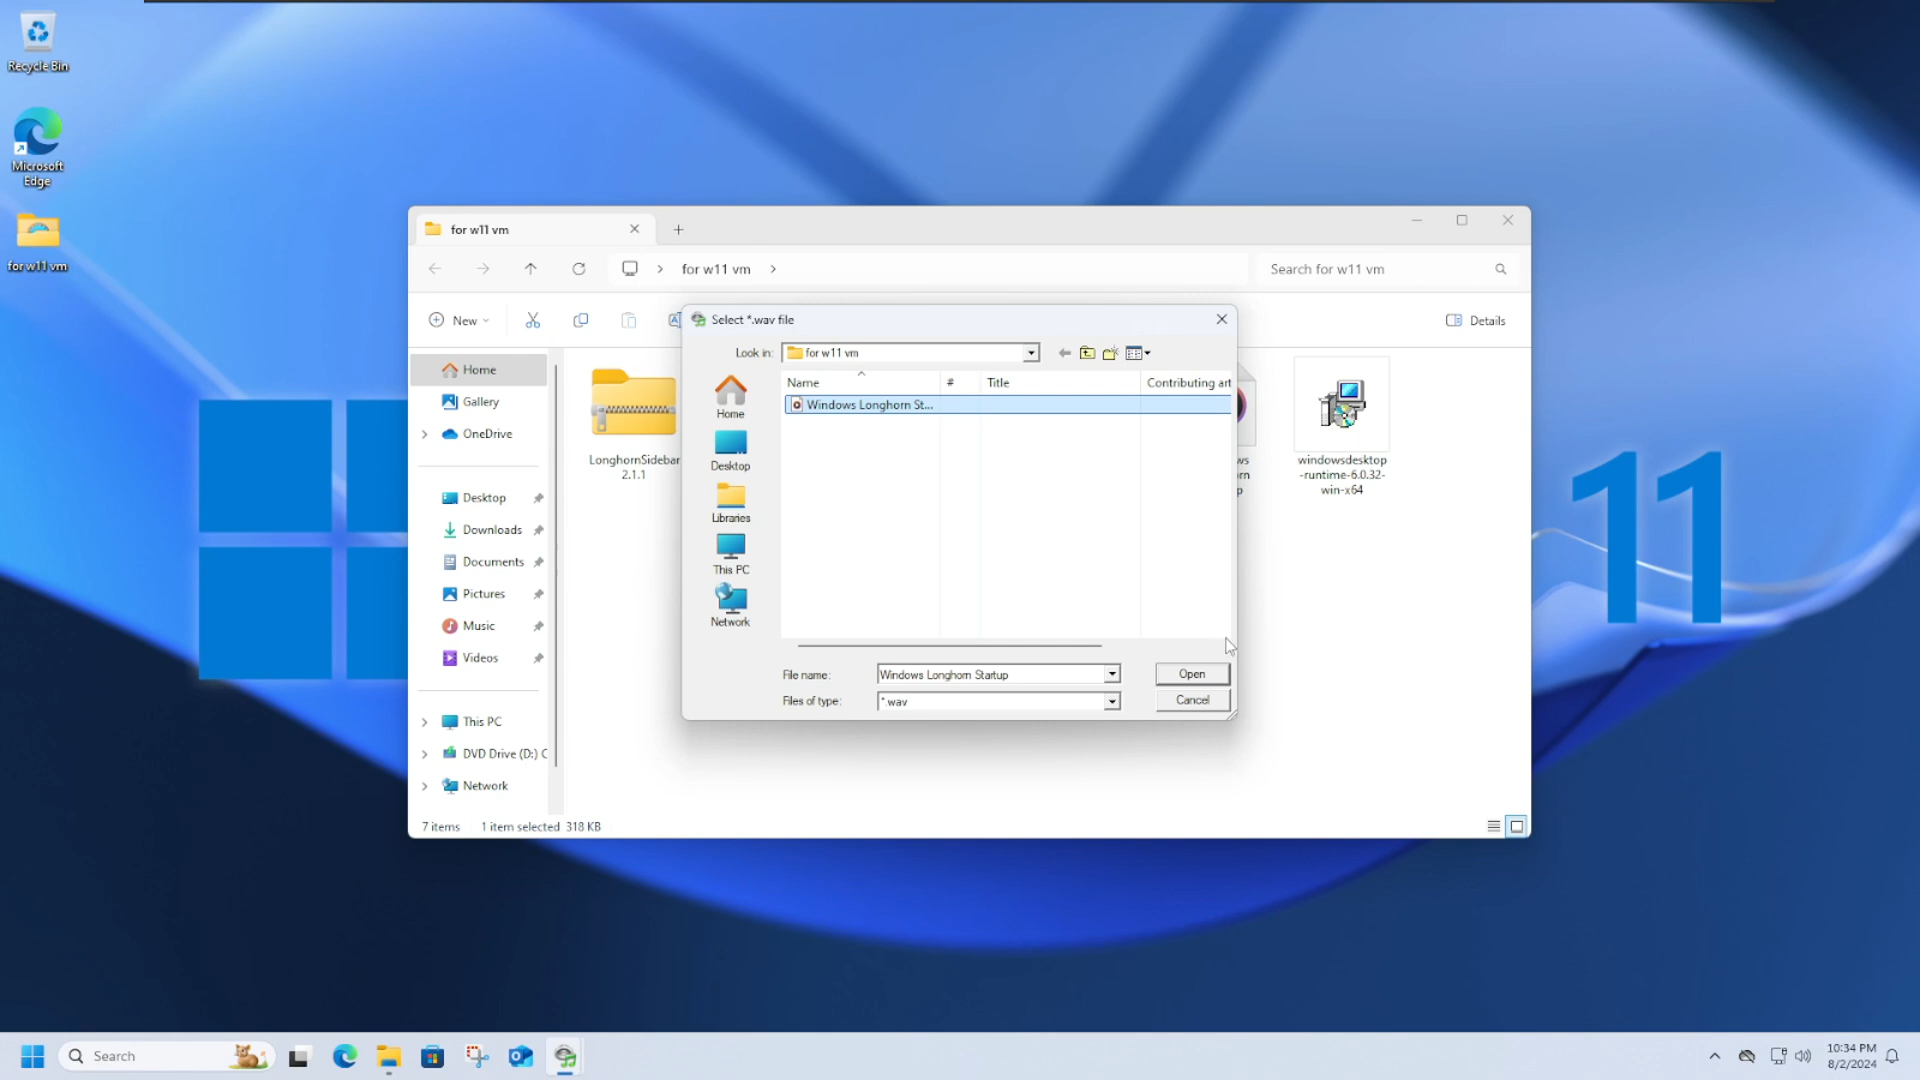 Recycle Bin
Microsoft
Edge
for w11 vm
for w11 vm
for w11 vm
Search for w11 vm
New
Details
Home
Gallery
OneDrive
Desktop
Downloads
Documents
Pictures
Music
Videos
This PC
DVD Drive (D:) C
Network
LonghornSidebar
2.1.1
windowsdesktop
-runtime-6.0.32-
win-x64
7 items
1 item selected 318 KB
Select *.wav file
Look in:
for w11 vm
Home
Desktop
Libraries
This PC
Network
Name
#
Title
Contributing art
Windows Longhorn St...
File name:
Windows Longhorn Startup
Open
Files of type:
*.wav
Cancel
11
Search
10:34 PM
8/2/2024